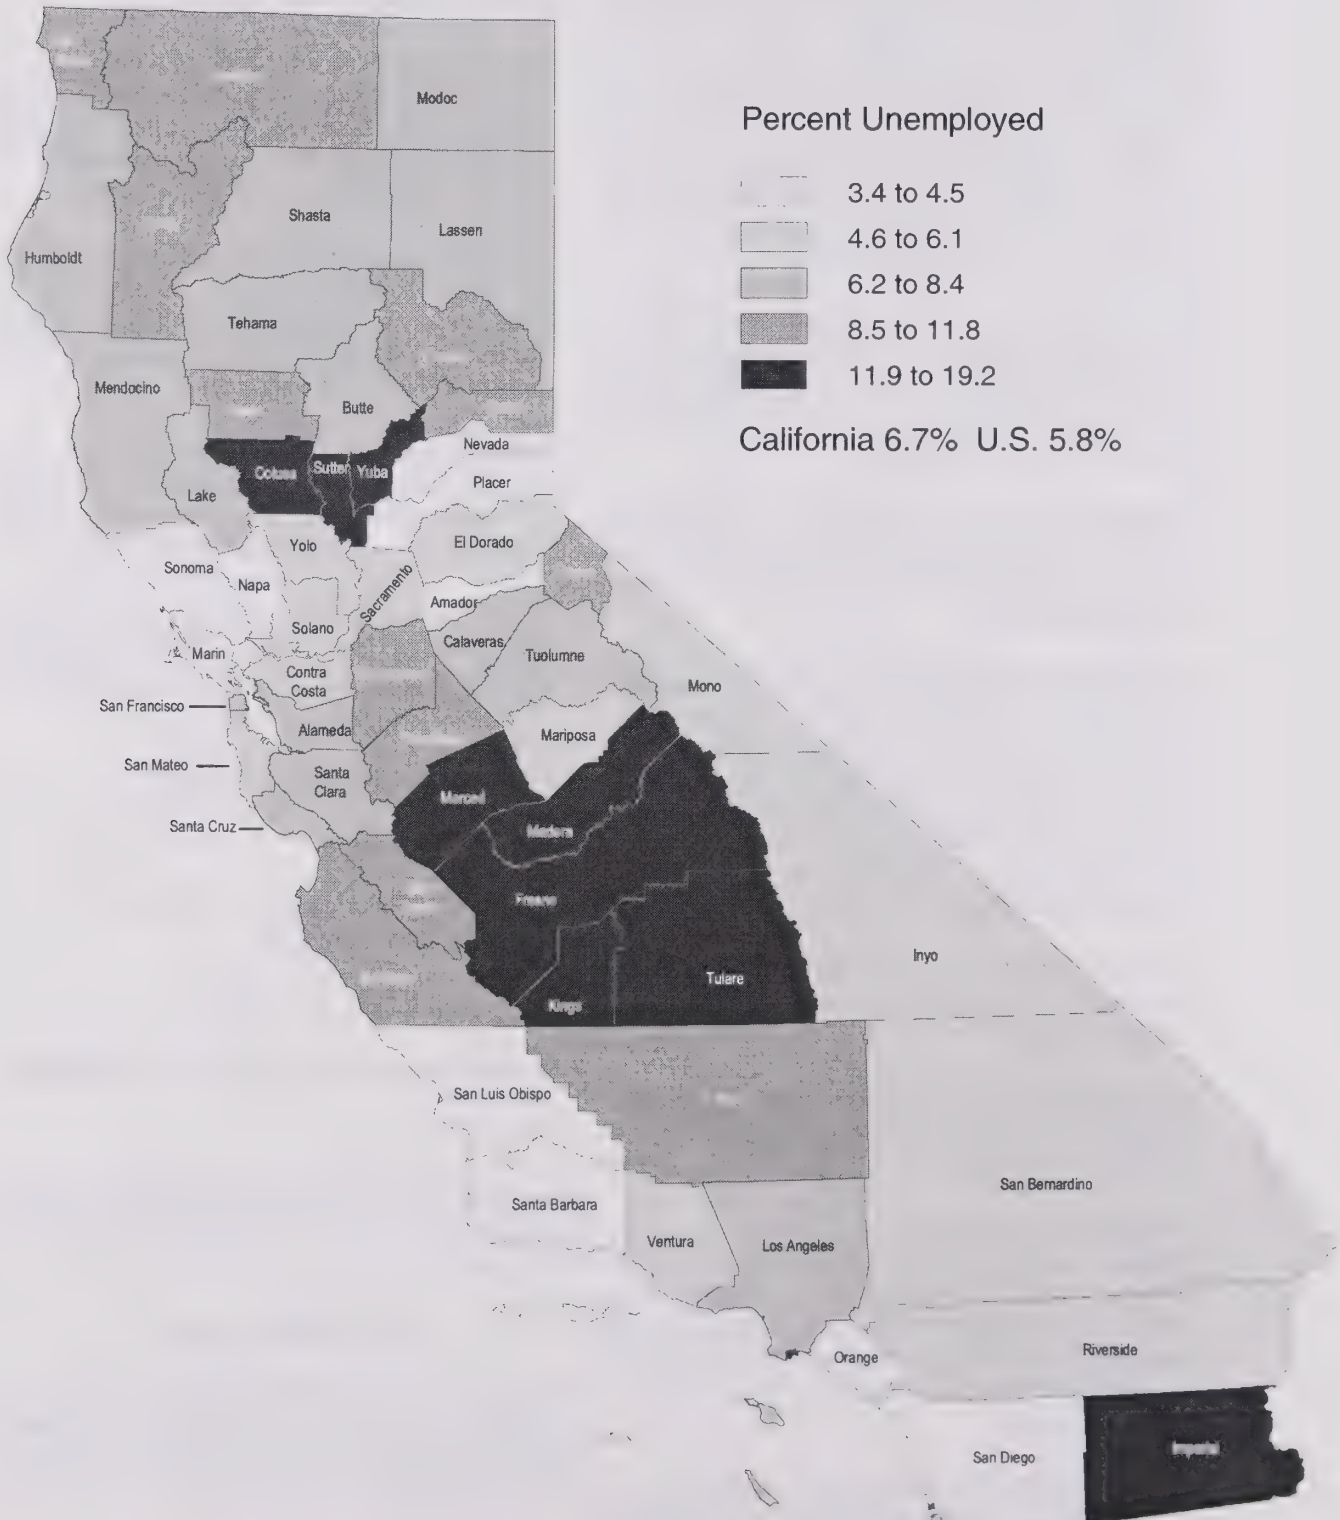 Percent Unemployed
3.4 to 4.5
4.6 to 6.1
6.2 to 8.4
8.5 to 11.8
11.9 to 19.2
California 6.7% U.S. 5.8%
Modoc
Shasta
Lassen
Humboldt
Tehama
Mendocino
Butte
Nevada
Colusa
Sutter
Yuba
Placer
Lake
Yolo
El Dorado
Sonoma
Napa
Sacramento
Amador
Solano
Calaveras
Marin
Tuolumne
Contra
Costa
Mono
San Francisco
Alameda
Mariposa
San Mateo
Santa
Clara
Merced
Santa Cruz
Madera
Fresno
Inyo
Tulare
Kings
San Luis Obispo
San Bernardino
Santa Barbara
Ventura
Los Angeles
Orange
Riverside
San Diego
Imperial